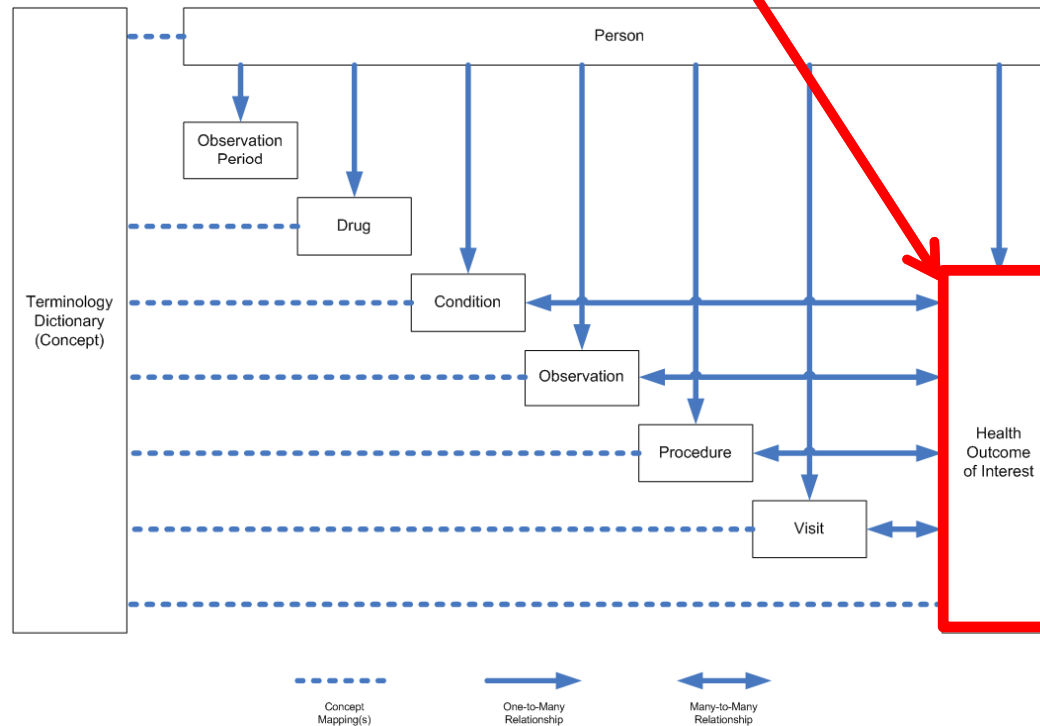 Person
Observation
Period
Drug
Terminology
Dictionary
(Concept)
Condition
Observation
Procedure
Health
Outcome
of Interest
Visit
Concept
Mapping(s)
One-to-Many
Relationship
Many-to-Many
Relationship